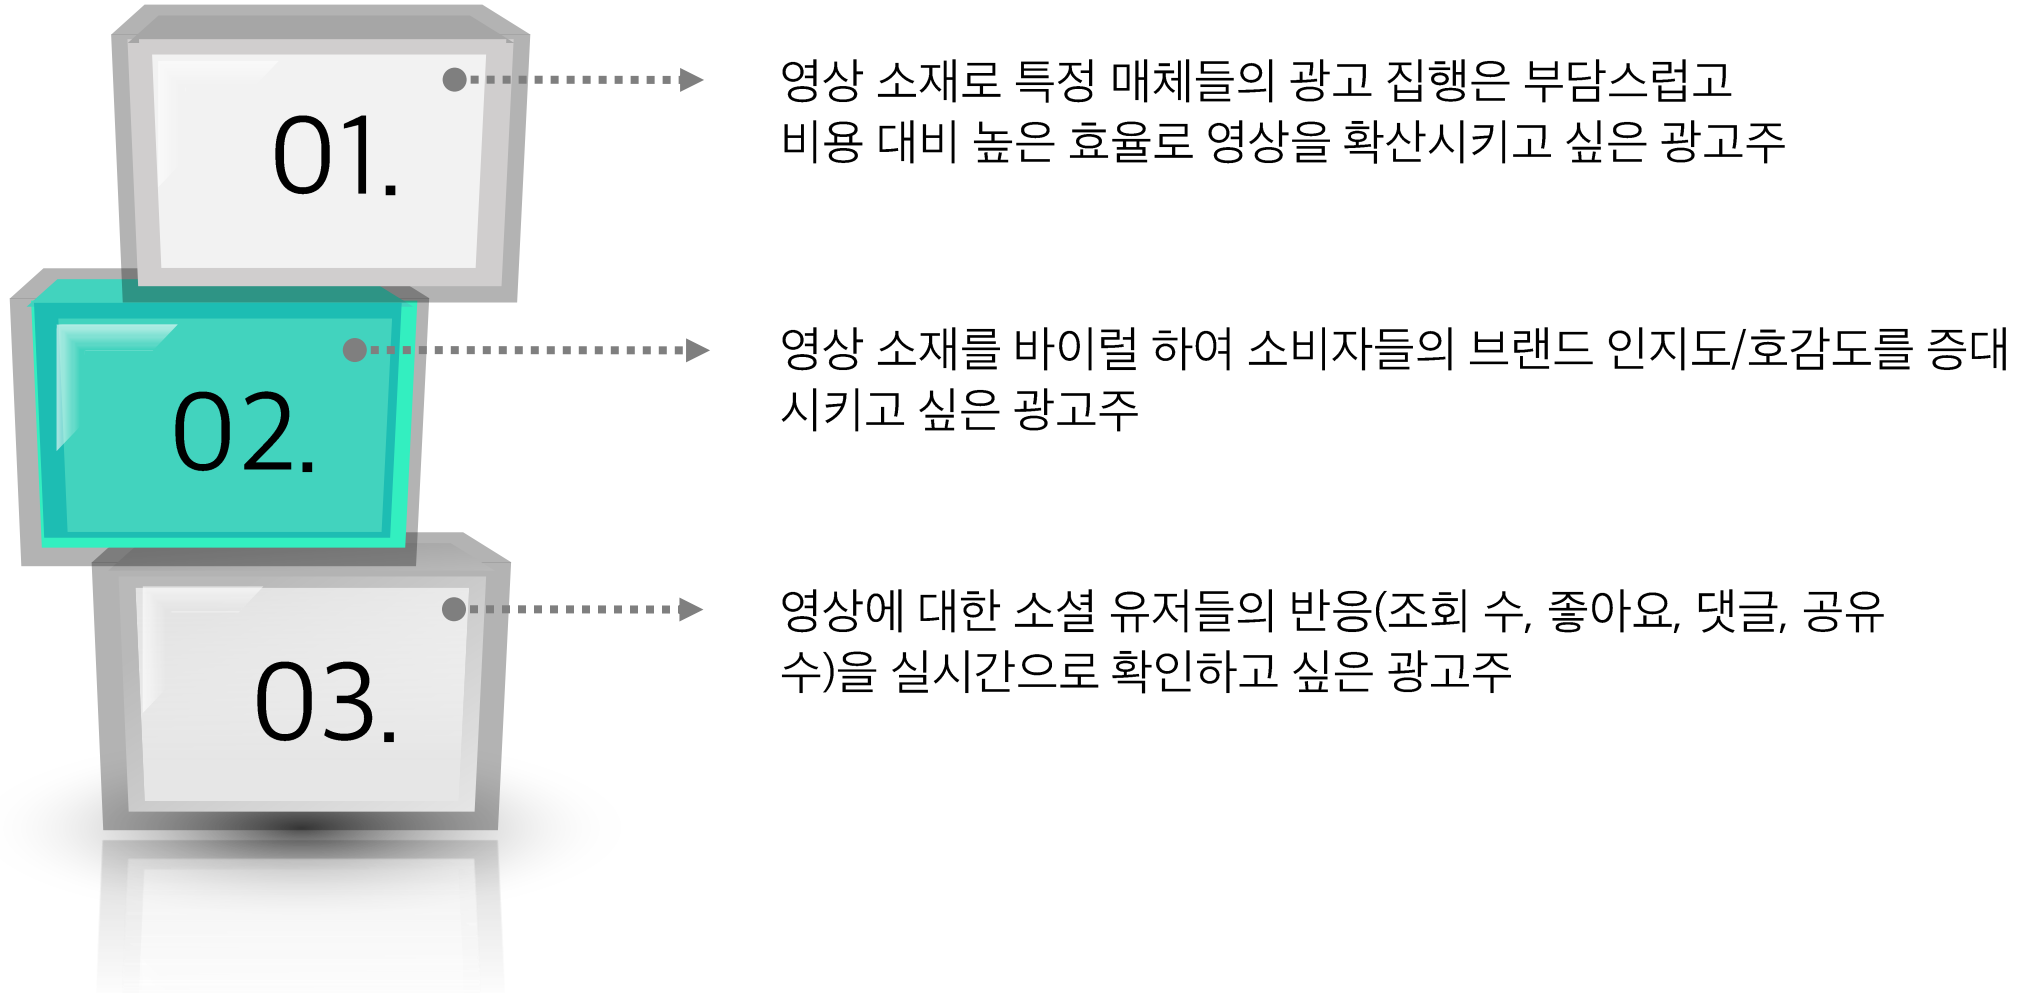 01.
영상 소재로 특정 매체들의 광고 집행은 부담스럽고
비용 대비 높은 효율로 영상을 확산시키고 싶은 광고주
02.
영상 소재를 바이럴 하여 소비자들의 브랜드 인지도/호감도를 증대
시키고 싶은 광고주
03.
영상에 대한 소셜 유저들의 반응(조회 수, 좋아요, 댓글, 공유
수)을 실시간으로 확인하고 싶은 광고주